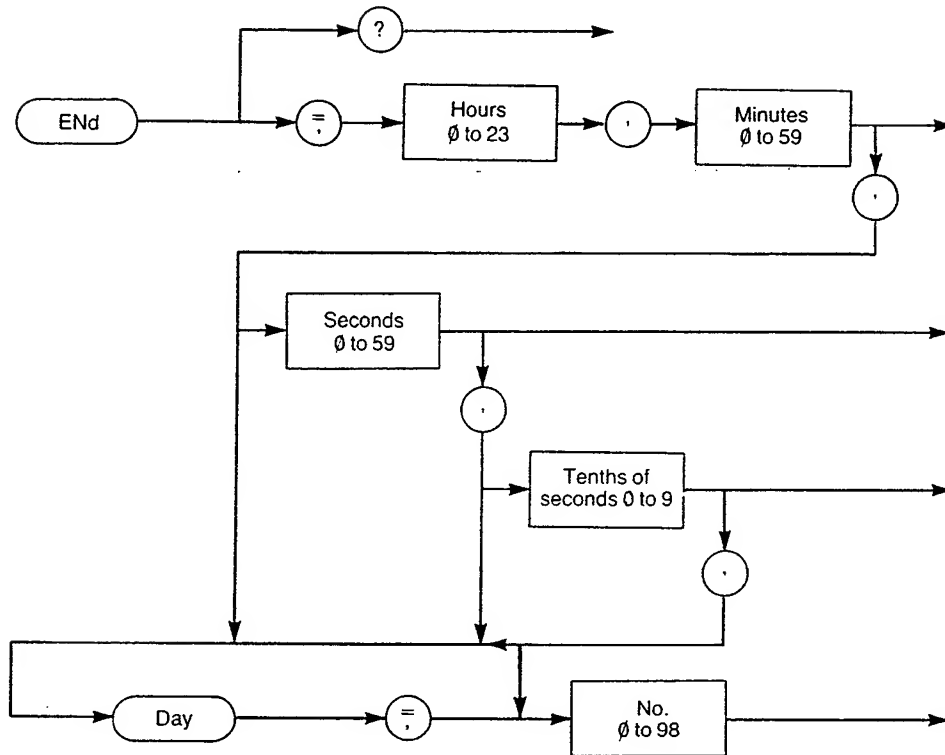 ?
ENd
=
,
Hours
Ø to 23
,
Minutes
Ø to 59
,
Seconds
Ø to 59
,
Tenths of
seconds 0 to 9
,
Day
=
,
No.
Ø to 98